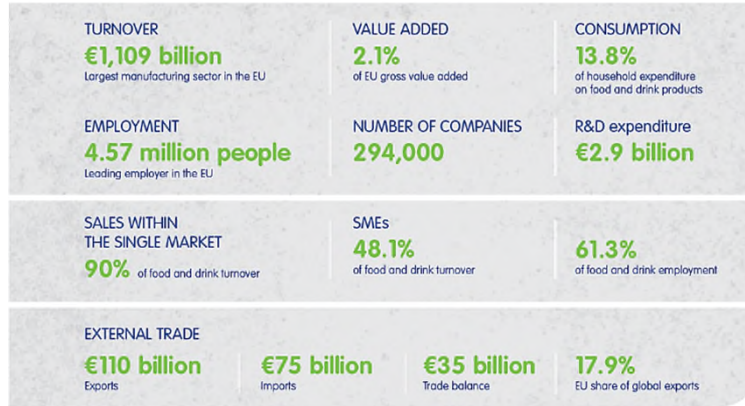 TURNOVER
€1,109 billion
Largest manufacturing sector in the EU
VALUE ADDED
2.1%
of EU gross value added
CONSUMPTION
13.8%
of household expenditure
on food and drink products
EMPLOYMENT
4.57 million people
Leading employer in the EU
NUMBER OF COMPANIES
294,000
R&D expenditure
€2.9 billion
SALES WITHIN
THE SINGLE MARKET
90% of food and drink turnover
SMEs
48.1%
of food and drink turnover
61.3%
of food and drink employment
EXTERNAL TRADE
€110 billion
Exports
€75 billion
Imports
€35 billion
Trade balance
17.9%
EU share of global exports